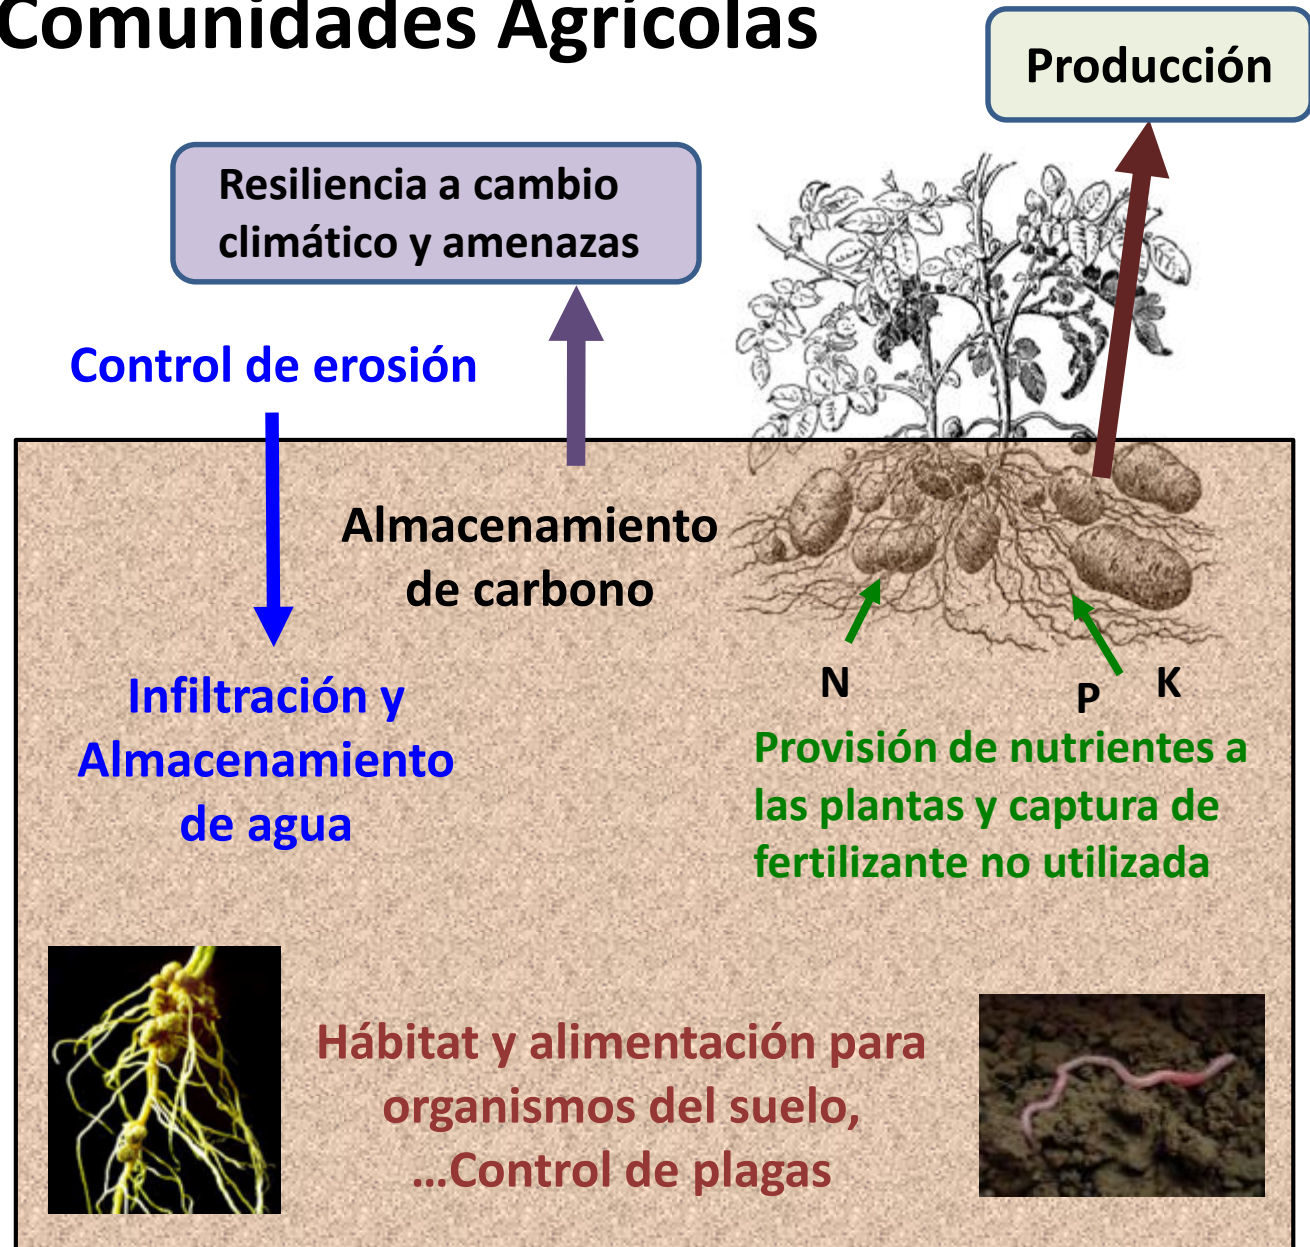 Comunidades Agrícolas
Producción
Resiliencia a cambio
climático y amenazas
Control de erosión
Almacenamiento
de carbono
Infiltración y
Almacenamiento
de agua
N
P
K
Provisión de nutrientes a
las plantas y captura de
fertilizante no utilizada
Hábitat y alimentación para
organismos del suelo,
...Control de plagas